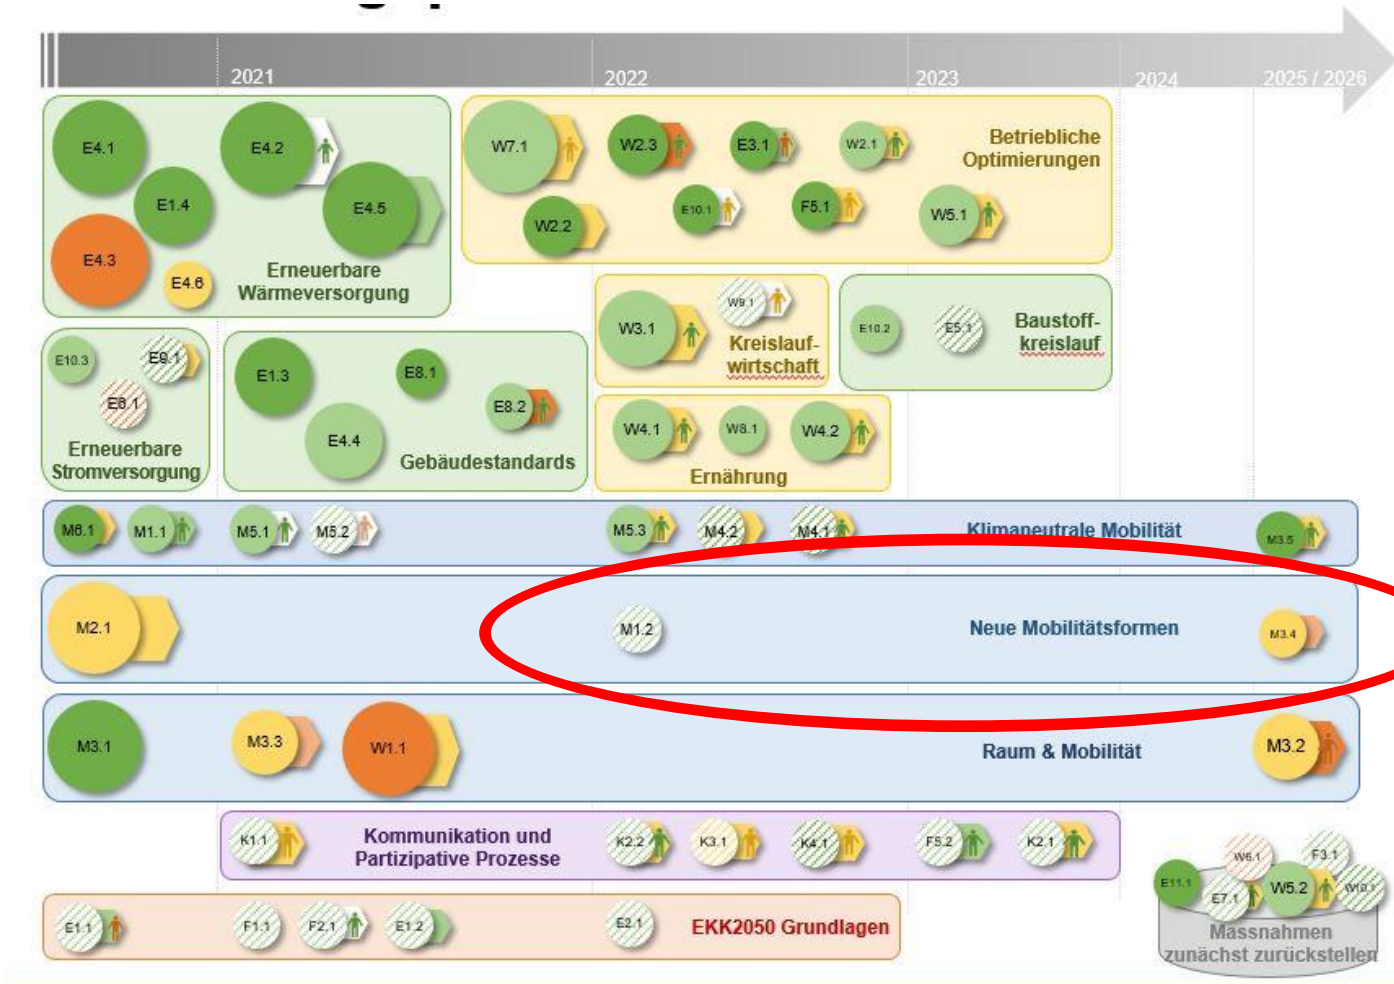 2021
2022
2023
2024
2025 / 2026
E4.1
E4.2
E1.4
E4.5
E4.3
E4.6
Erneuerbare
Wärmeversorgung
W7.1
W2.3
E3.1
W2.1
Betriebliche
Optimierungen
W2.2
E10.1
F5.1
W5.1
W3.1
W9.1
Kreislauf-
wirtschaft
E10.2
E5.1
Baustoff-
kreislauf
E10.3
E9.1
E6.1
Erneuerbare
Stromversorgung
E1.3
E8.1
E8.2
E4.4
Gebäudestandards
W4.1
W8.1
W4.2
Ernährung
M6.1
M1.1
M5.1
M5.2
M5.3
M4.2
M4.1
Klimaneutrale Mobilität
M3.5
M2.1
M1.2
Neue Mobilitätsformen
M3.4
M3.1
M3.3
W1.1
Raum & Mobilität
M3.2
K1.1
Kommunikation und
Partizipative Prozesse
K2.2
K3.1
K4.1
F5.2
K2.1
E1.1
F1.1
F2.1
E1.2
E2.1
EKK2050 Grundlagen
W6.1
F3.1
E11.1
E7.1
W5.2
W10.1
Massnahmen
zunächst zurückstellen